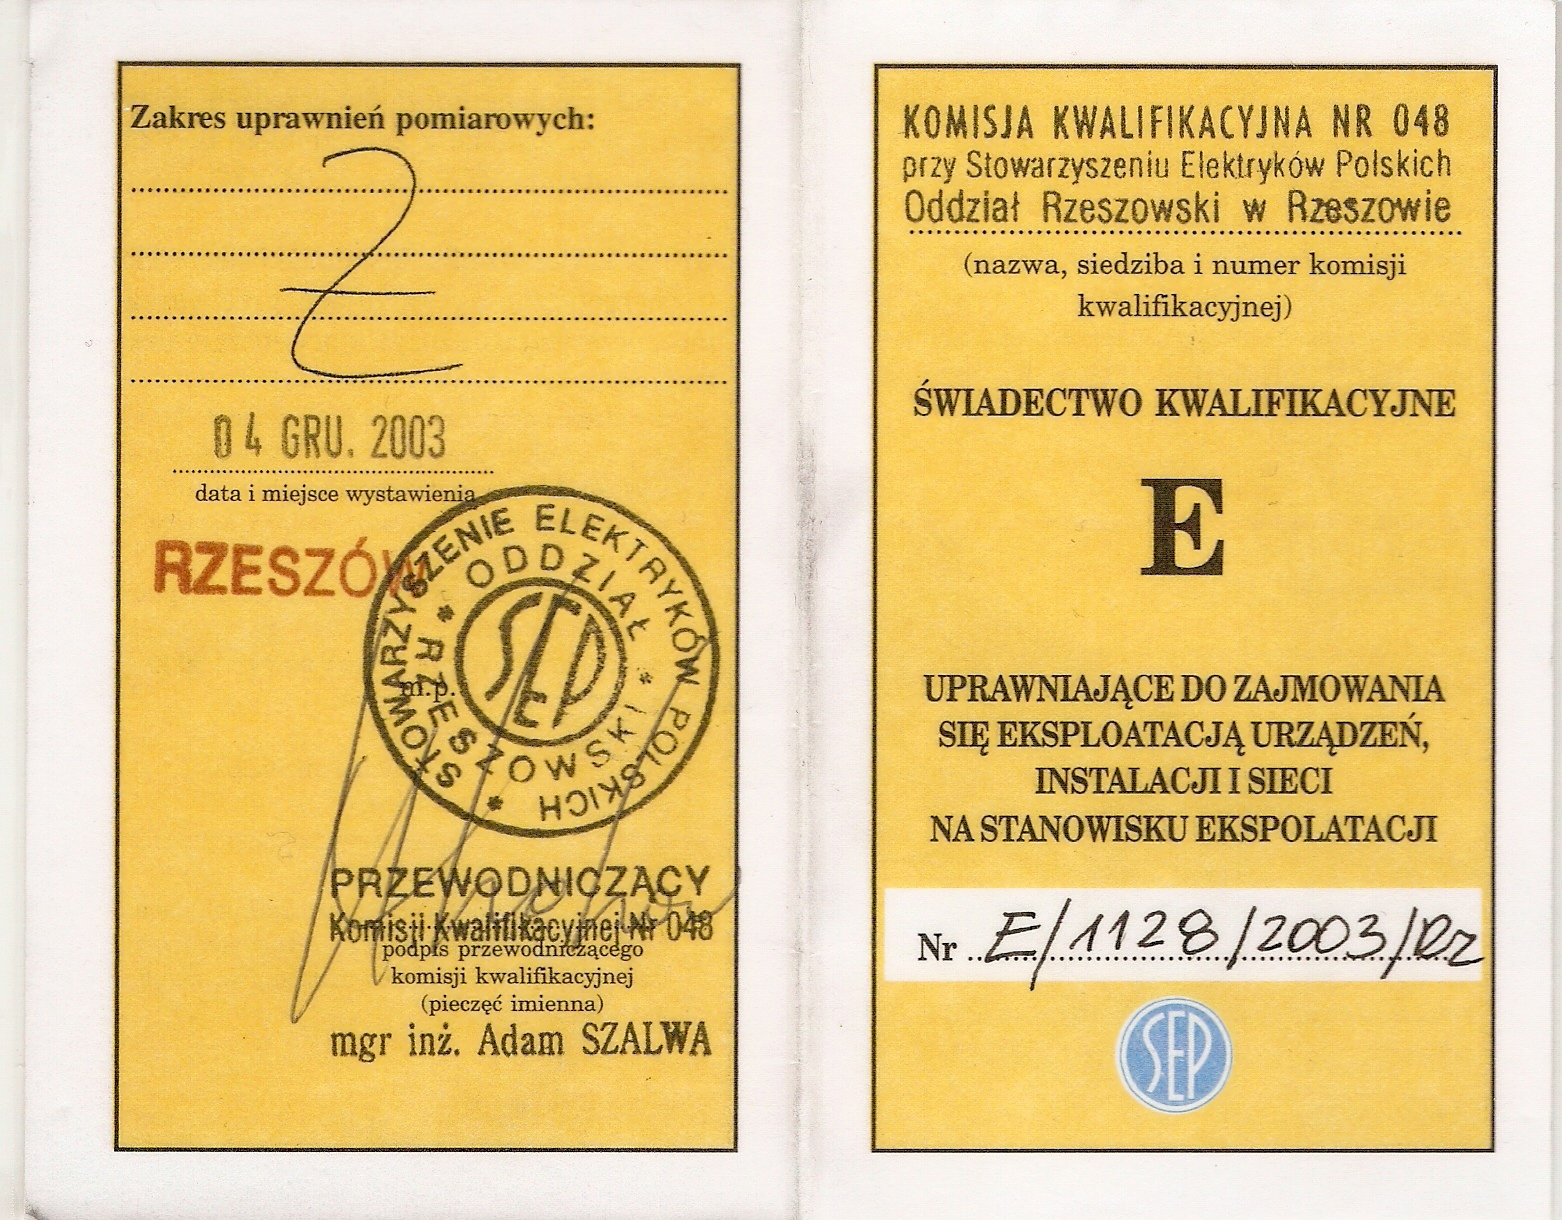 Zakres uprawnień pomiarowych:
04 GRU. 2003
data i miejsce wystawienia
RZESZÓW
STOWARZYSZENIE ELEKTRYKÓW POLSKICH
* ODDZIAŁ * RZESZOWSKI *
SEP
m.p.
PRZEWODNICZĄCY
Komisji Kwalifikacyjnej Nr 048
podpis przewodniczącego
komisji kwalifikacyjnej
(pieczęć imienna)
mgr inż. Adam SZALWA
KOMISJA KWALIFIKACYJNA NR 048
przy Stowarzyszeniu Elektryków Polskich
Oddział Rzeszowski w Rzeszowie
(nazwa, siedziba i numer komisji
kwalifikacyjnej)
ŚWIADECTWO KWALIFIKACYJNE
E
UPRAWNIAJĄCE DO ZAJMOWANIA
SIĘ EKSPLOATACJĄ URZĄDZEŃ,
INSTALACJI I SIECI
NA STANOWISKU EKSPOLATACJI
Nr E/1128/2003/Rz
SEP